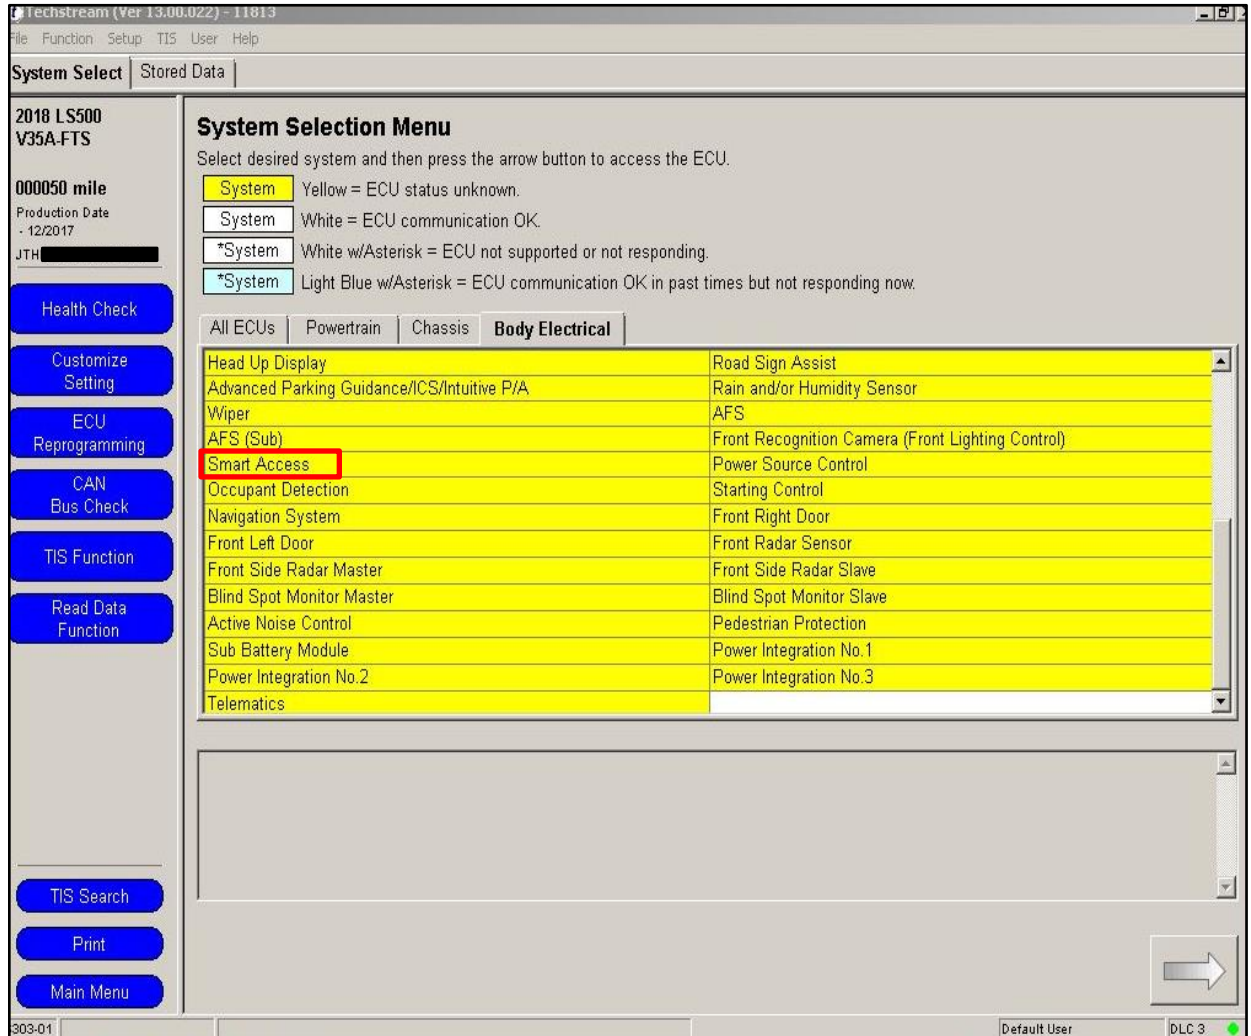 Techstream (Ver 13.00.022) - 11813
File Function Setup TIS User Help
System Select Stored Data
2018 LS500
V35A-FTS
000050 mile
Production Date
- 12/2017
JTH
Health Check
Customize
Setting
ECU
Reprogramming
CAN
Bus Check
TIS Function
Read Data
Function
TIS Search
Print
Main Menu
System Selection Menu
Select desired system and then press the arrow button to access the ECU.
System Yellow = ECU status unknown.
System White = ECU communication OK.
*System White w/Asterisk = ECU not supported or not responding.
*System Light Blue w/Asterisk = ECU communication OK in past times but not responding now.
All ECUs Powertrain Chassis Body Electrical
Head Up Display Road Sign Assist
Advanced Parking Guidance/ICS/Intuitive P/A Rain and/or Humidity Sensor
Wiper AFS
AFS (Sub) Front Recognition Camera (Front Lighting Control)
Smart Access Power Source Control
Occupant Detection Starting Control
Navigation System Front Right Door
Front Left Door Front Radar Sensor
Front Side Radar Master Front Side Radar Slave
Blind Spot Monitor Master Blind Spot Monitor Slave
Active Noise Control Pedestrian Protection
Sub Battery Module Power Integration No.1
Power Integration No.2 Power Integration No.3
Telematics
303-01 Default User DLC 3